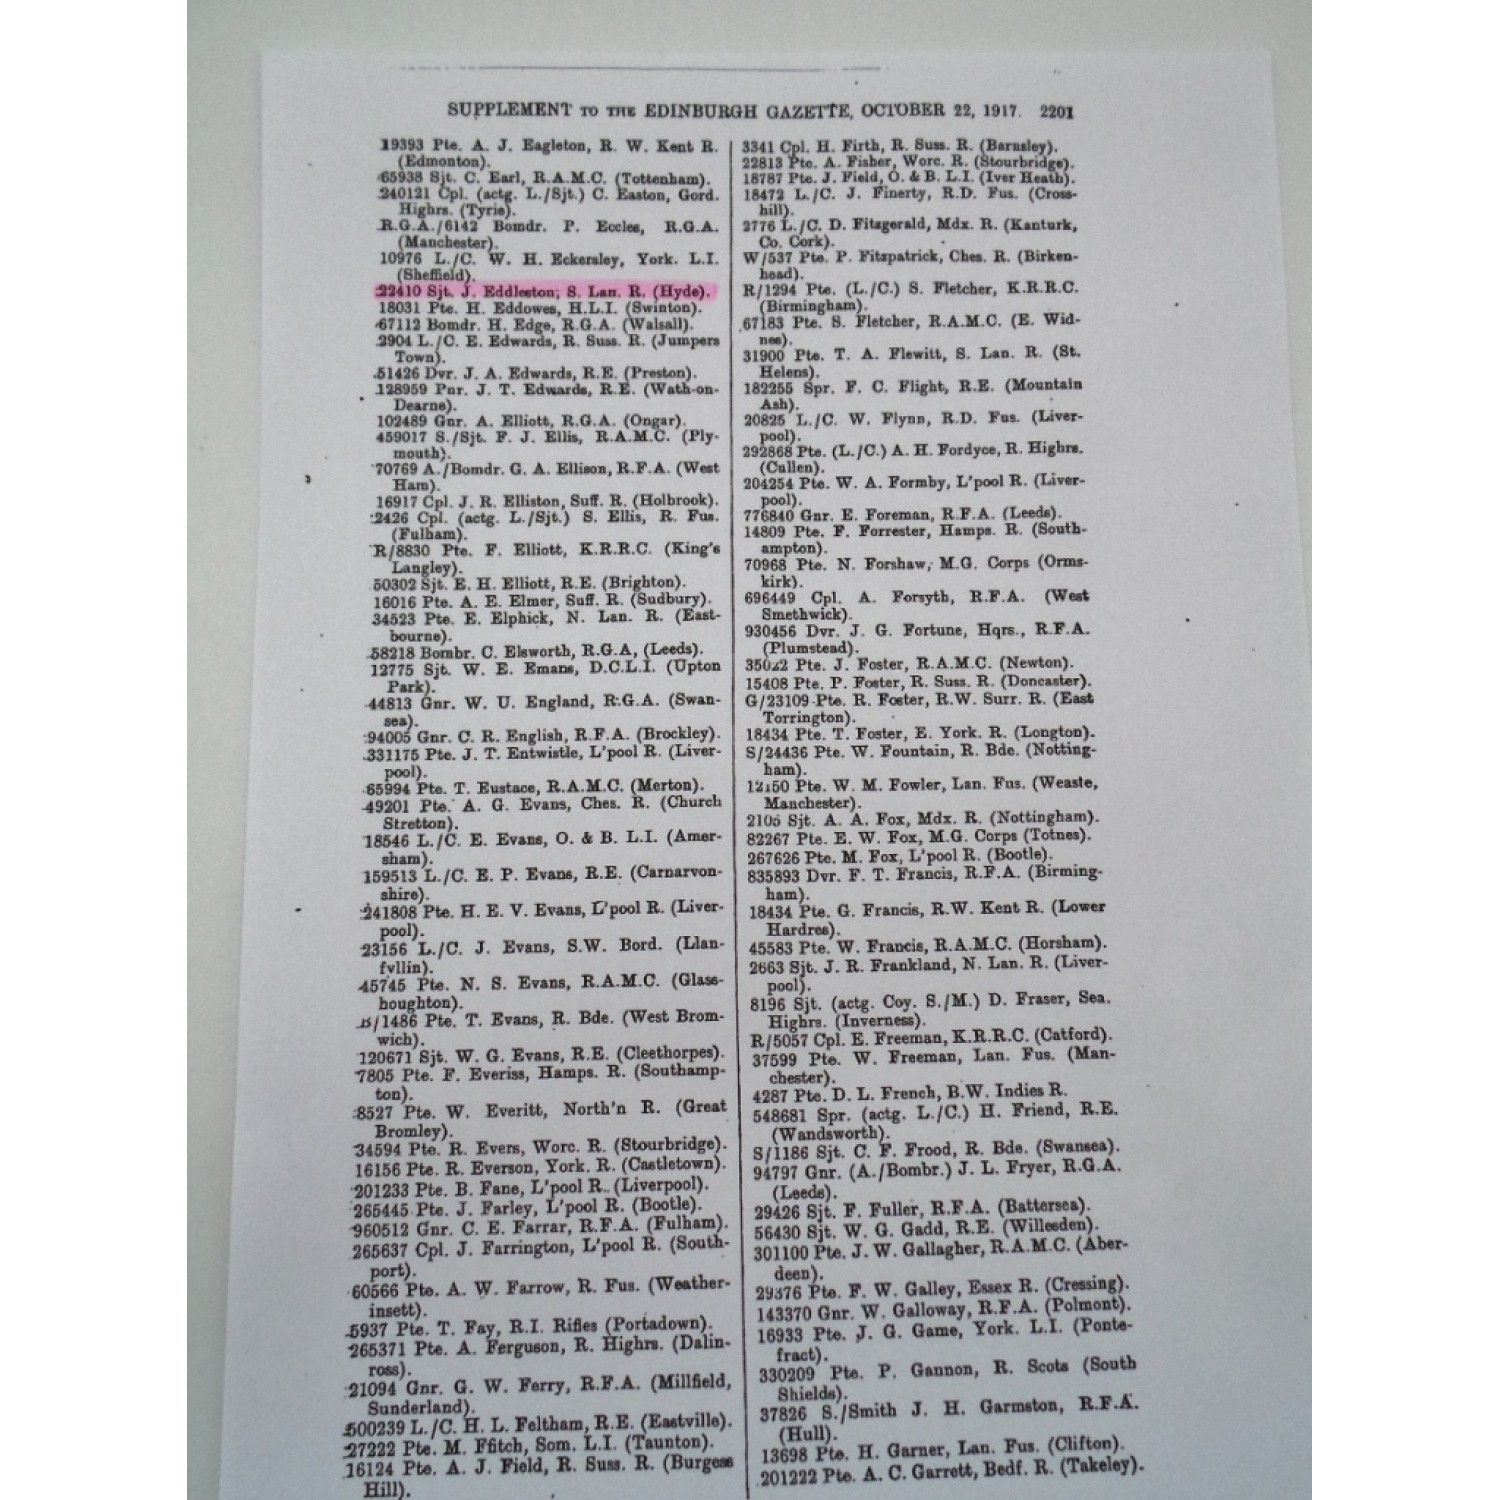 SUPPLEMENT TO THE EDINBURGH GAZETTE, OCTOBER 22, 1917. 2201
19393 Pte. A. J. Eagleton, R. W. Kent R.
(Edmonton).
65938 Sjt. C. Earl, R.A.M.C. (Tottenham).
240121 Cpl. (actg. L./Sjt.) C. Easton, Gord.
Highrs. (Tyrie).
R.G.A./6142 Bomdr. P. Eccles, R.G.A.
(Manchester).
10976 L./C. W. H. Eckersley, York. L.I.
(Sheffield).
22410 Sjt. J. Eddleston, S. Lan. R. (Hyde).
18031 Pte. H. Eddowes, H.L.I. (Swinton).
67112 Bomdr. H. Edge, R.G.A. (Walsall).
2904 L./C. E. Edwards, R. Suss. R. (Jumpers
Town).
51426 Dvr. J. A. Edwards, R.E. (Preston).
128959 Pnr. J. T. Edwards, R.E. (Wath-on-
Dearne).
102489 Gnr. A. Elliott, R.G.A. (Ongar).
459017 S./Sjt. F. J. Ellis, R.A.M.C. (Ply-
mouth).
70769 A./Bomdr. G. A. Ellison, R.F.A. (West
Ham).
16917 Cpl. J. R. Elliston, Suff. R. (Holbrook).
2426 Cpl. (actg. L./Sjt.) S. Ellis, R. Fus.
(Fulham).
R/8830 Pte. F. Elliott, K.R.R.C. (King's
Langley).
50302 Sjt. E. H. Elliott, R.E. (Brighton).
16016 Pte. A. E. Elmer, Suff. R. (Sudbury).
34523 Pte. E. Elphick, N. Lan. R. (East-
bourne).
58218 Bombr. C. Elsworth, R.G.A, (Leeds).
12775 Sjt. W. E. Emans, D.C.L.I. (Upton
Park).
44813 Gnr. W. U. England, R.G.A. (Swan-
sea).
94005 Gnr. C. R. English, R.F.A. (Brockley).
331175 Pte. J. T. Entwistle, L'pool R. (Liver-
pool).
65994 Pte. T. Eustace, R.A.M.C. (Merton).
49201 Pte. A. G. Evans, Ches. R. (Church
Stretton).
18546 L./C. E. Evans, O. & B. L.I. (Amer-
sham).
159513 L./C. E. P. Evans, R.E. (Carnarvon-
shire).
241808 Pte. H. E. V. Evans, L'pool R. (Liver-
pool).
23156 L./C. J. Evans, S.W. Bord. (Llan-
fyllin).
45745 Pte. N. S. Evans, R.A.M.C. (Glass-
houghton).
/1486 Pte. T. Evans, R. Bde. (West Brom-
wich).
120671 Sjt. W. G. Evans, R.E. (Cleethorpes).
7805 Pte. F. Everiss, Hamps. R. (Southamp-
ton).
8527 Pte. W. Everitt, North'n R. (Great
Bromley).
34594 Pte. R. Evers, Worc. R. (Stourbridge).
16156 Pte. R. Everson, York. R. (Castletown).
201233 Pte. B. Fane, L'pool R. (Liverpool).
265445 Pte. J. Farley, L'pool R. (Bootle).
960512 Gnr. C. E. Farrar, R.F.A. (Fulham).
265637 Cpl. J. Farrington, L'pool R. (South-
port).
60566 Pte. A. W. Farrow, R. Fus. (Weather-
insett).
5937 Pte. T. Fay, R.I. Rifles (Portadown).
265371 Pte. A. Ferguson, R. Highrs. (Dalin-
ross).
21094 Gnr. G. W. Ferry, R.F.A. (Millfield,
Sunderland).
500239 L./C. H. L. Feltham, R.E. (Eastville).
27222 Pte. M. Ffitch, Som. L.I. (Taunton).
16124 Pte. A. J. Field, R. Suss. R. (Burgess
Hill).
3341 Cpl. H. Firth, R. Suss. R. (Barnsley).
22813 Pte. A. Fisher, Worc. R. (Stourbridge).
18787 Pte. J. Field, O. & B. L.I. (Iver Heath).
18472 L./C. J. Finerty, R.D. Fus. (Cross-
hill).
2776 L./C. D. Fitzgerald, Mdx. R. (Kanturk,
Co. Cork).
W/537 Pte. P. Fitzpatrick, Ches. R. (Birken-
head).
R/1294 Pte. (L./C.) S. Fletcher, K.R.R.C.
(Birmingham).
67183 Pte. S. Fletcher, R.A.M.C. (E. Wid-
nes).
31900 Pte. T. A. Flewitt, S. Lan. R. (St.
Helens).
182255 Spr. F. C. Flight, R.E. (Mountain
Ash).
20825 L./C. W. Flynn, R.D. Fus. (Liver-
pool).
292868 Pte. (L./C.) A. H. Fordyce, R. Highrs.
(Cullen).
204254 Pte. W. A. Formby, L'pool R. (Liver-
pool).
776840 Gnr. E. Foreman, R.F.A. (Leeds).
14809 Pte. F. Forrester, Hamps. R. (South-
ampton).
70968 Pte. N. Forshaw, M.G. Corps (Orms-
kirk).
696449 Cpl. A. Forsyth, R.F.A. (West
Smethwick).
930456 Dvr. J. G. Fortune, Hqrs., R.F.A.
(Plumstead).
35022 Pte. J. Foster, R.A.M.C. (Newton).
15408 Pte. P. Foster, R. Suss. R. (Doncaster).
G/23109 Pte. R. Foster, R.W. Surr. R. (East
Torrington).
18434 Pte. T. Foster, E. York. R. (Longton).
S/24436 Pte. W. Fountain, R. Bde. (Notting-
ham).
12150 Pte. W. M. Fowler, Lan. Fus. (Weaste,
Manchester).
2105 Sjt. A. A. Fox, Mdx. R. (Nottingham).
82267 Pte. E. W. Fox, M.G. Corps (Totnes).
267626 Pte. M. Fox, L'pool R. (Bootle).
835893 Dvr. F. T. Francis, R.F.A. (Birming-
ham).
18434 Pte. G. Francis, R.W. Kent R. (Lower
Hardres).
45583 Pte. W. Francis, R.A.M.C. (Horsham).
2663 Sjt. J. R. Frankland, N. Lan. R. (Liver-
pool).
8196 Sjt. (actg. Coy. S./M.) D. Fraser, Sea.
Highrs. (Inverness).
R/5057 Cpl. E. Freeman, K.R.R.C. (Catford).
37599 Pte. W. Freeman, Lan. Fus. (Man-
chester).
4287 Pte. D. L. French, B.W. Indies R.
548681 Spr. (actg. L./C.) H. Friend, R.E.
(Wandsworth).
S/1186 Sjt. C. F. Frood, R. Bde. (Swansea).
94797 Gnr. (A./Bombr.) J. L. Fryer, R.G.A.
(Leeds).
29426 Sjt. F. Fuller, R.F.A. (Battersea).
56430 Sjt. W. G. Gadd, R.E. (Willesden).
301100 Pte. J. W. Gallagher, R.A.M.C. (Aber-
deen).
29376 Pte. F. W. Galley, Essex R. (Cressing).
143370 Gnr. W. Galloway, R.F.A. (Polmont).
16933 Pte. J. G. Game, York. L.I. (Ponte-
fract).
330209 Pte. P. Gannon, R. Scots (South
Shields).
37826 S./Smith J. H. Garmston, R.F.A.
(Hull).
13698 Pte. H. Garner, Lan. Fus. (Clifton).
201222 Pte. A. C. Garrett, Bedf. R. (Takeley).